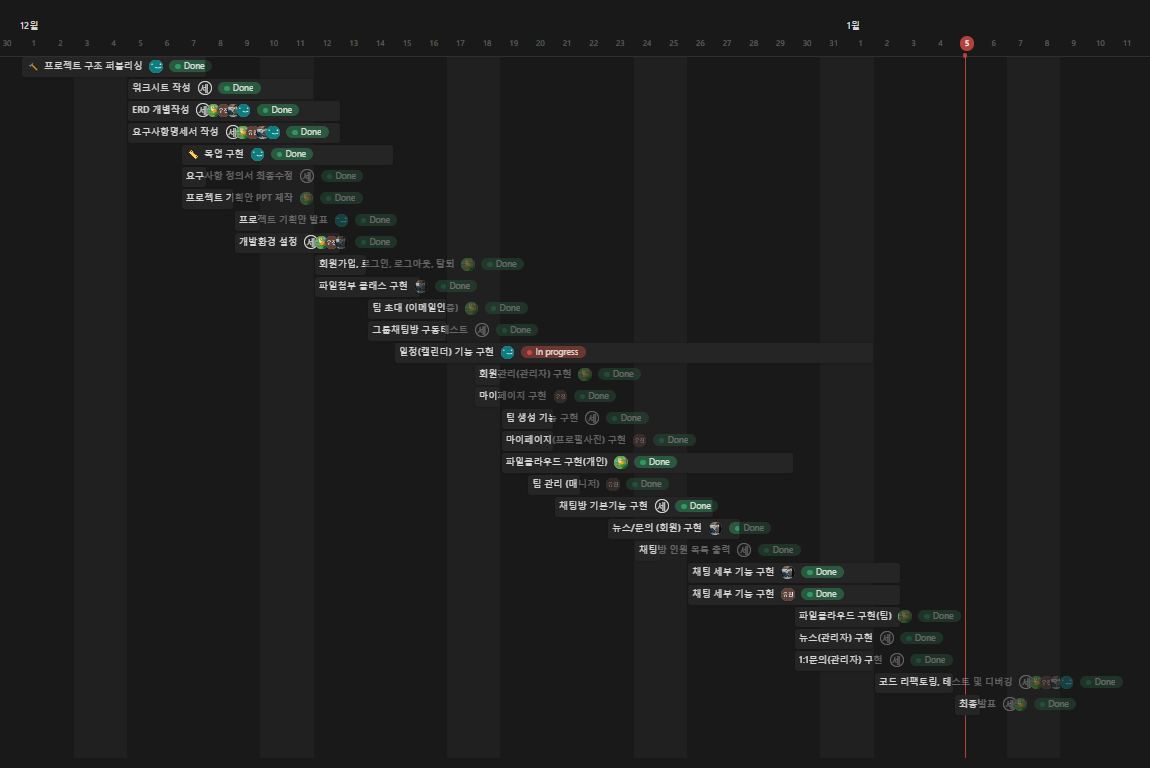 12월 1월
30 1 2 3 4 5 6 7 8 9 10 11 12 13 14 15 16 17 18 19 20 21 22 23 24 25 26 27 28 29 30 31 1 2 3 4 5 6 7 8 9 10 11
프로젝트 구조 퍼블리싱 Done
워크시트 작성 세 Done
ERD 개별작성 세 Done
요구사항명세서 작성 세 Done
목업 구현 Done
요구사항 정의서 최종수정 세 Done
프로젝트 기획안 PPT 제작 Done
프로젝트 기획안 발표 Done
개발환경 설정 세 Done
회원가입, 로그인, 로그아웃, 탈퇴 Done
파일첨부 클래스 구현 Done
팀 초대 (이메일인증) Done
그룹채팅방 구동테스트 세 Done
일정(캘린더) 기능 구현 In progress
회원관리(관리자) 구현 Done
마이페이지 구현 Done
팀 생성 기능 구현 세 Done
마이페이지(프로필사진) 구현 Done
파일클라우드 구현(개인) Done
팀 관리 (매니저) Done
채팅방 기본기능 구현 세 Done
뉴스/문의 (회원) 구현 Done
채팅방 인원 목록 출력 세 Done
채팅 세부 기능 구현 Done
채팅 세부 기능 구현 Done
파일클라우드 구현(팀) Done
뉴스(관리자) 구현 세 Done
1:1문의(관리자) 구현 세 Done
코드 리팩토링, 테스트 및 디버깅 세 Done
최종발표 세 Done